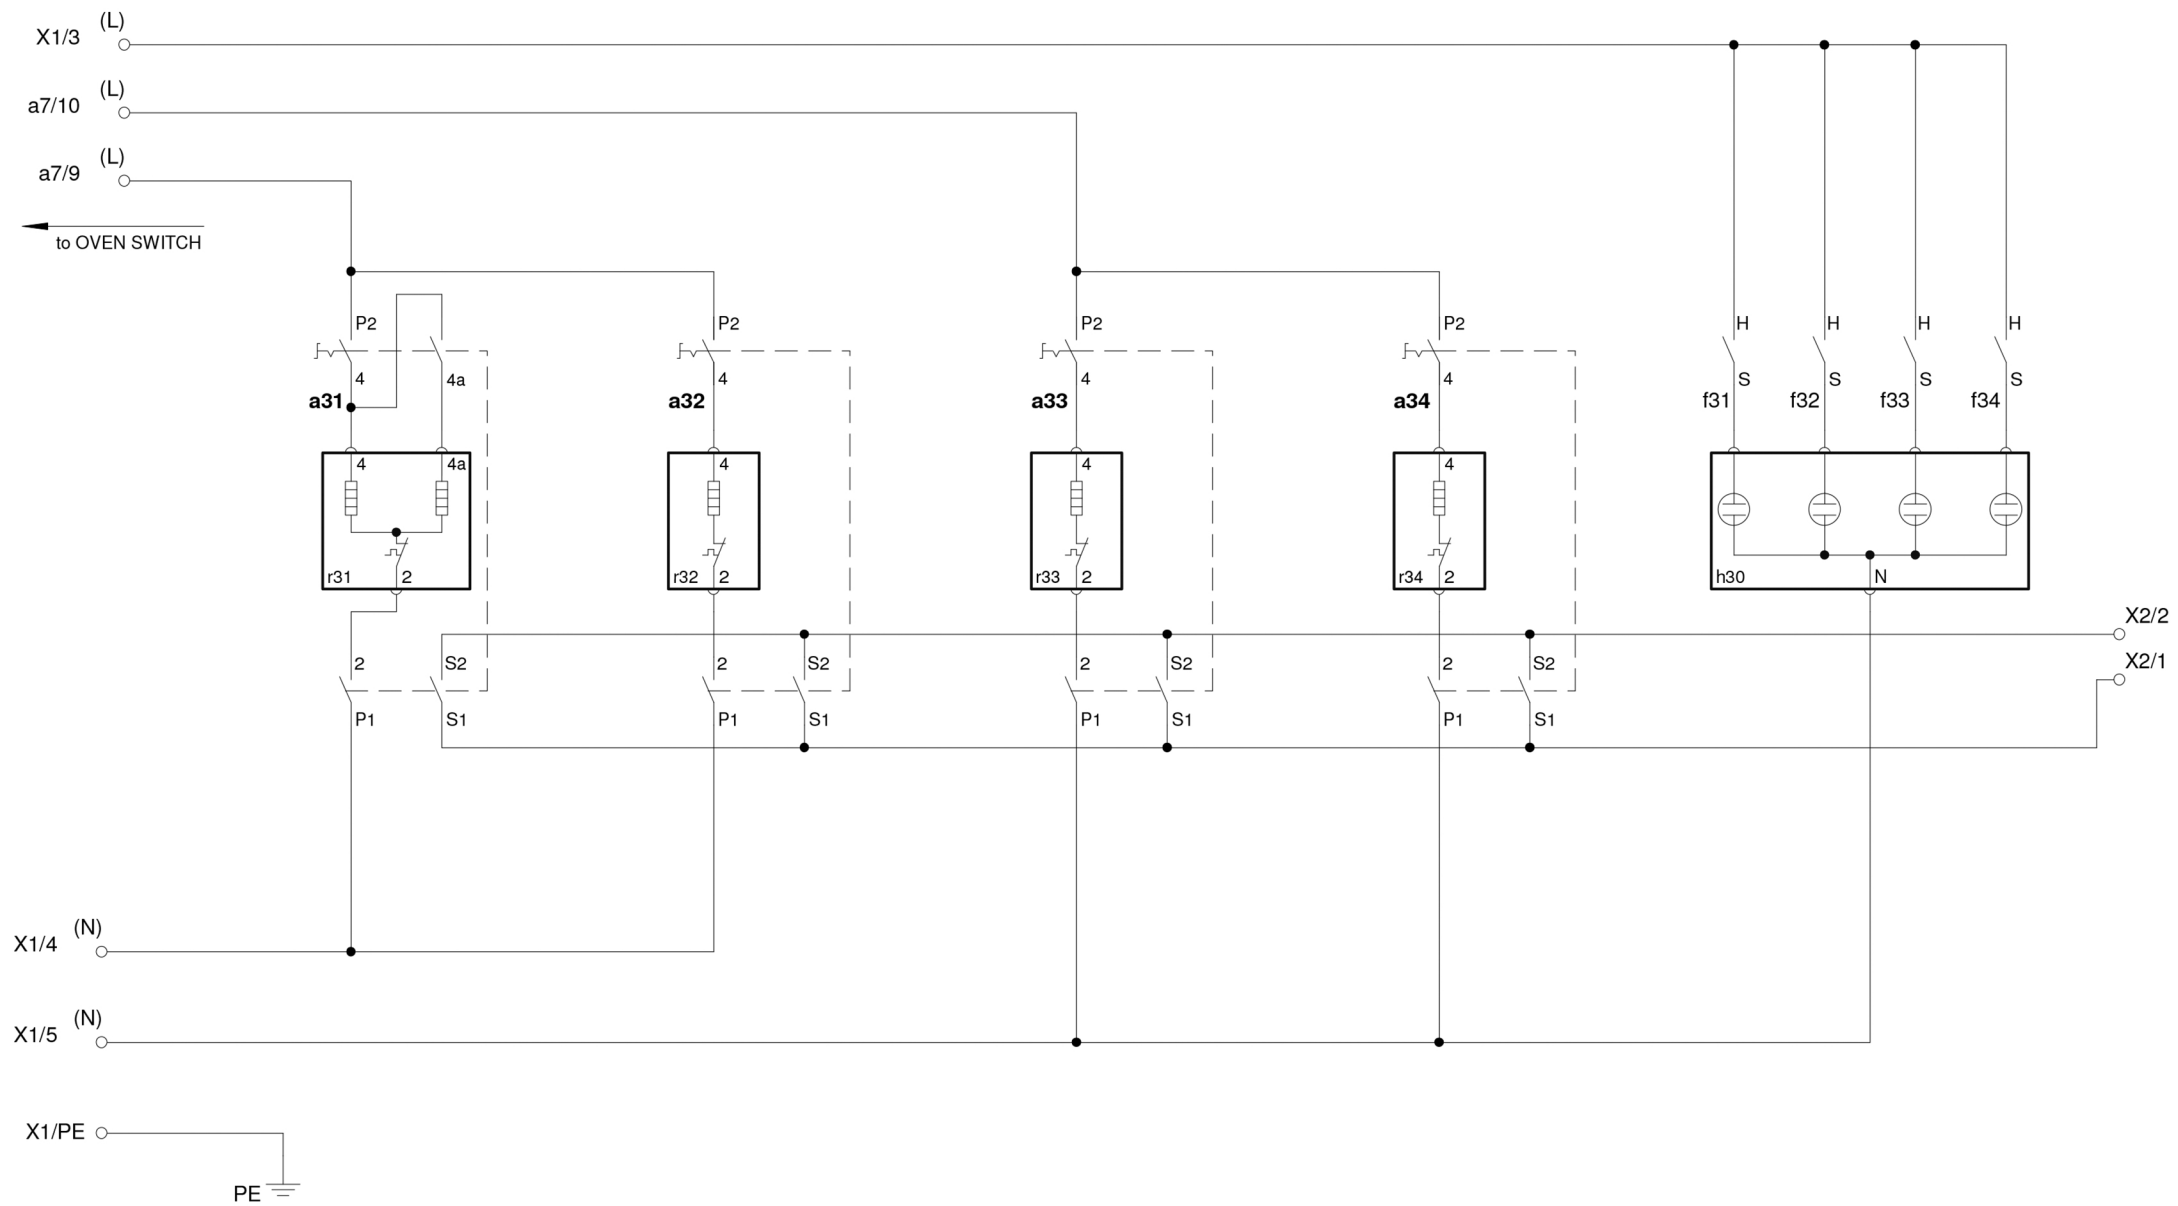 (L)
X1/3
(L)
a7/10
(L)
a7/9
to OVEN SWITCH
P2 P2 P2 P2 H H H H
4 4a 4 4 4 S S S S
a31 a32 a33 a34 f31 f32 f33 f34
4 4a 4 4 4
r31 2 r32 2 r33 2 r34 2 h30 N
X2/2
2 S2 2 S2 2 S2 2 S2 X2/1
P1 S1 P1 S1 P1 S1 P1 S1
(N)
X1/4
(N)
X1/5
X1/PE
PE